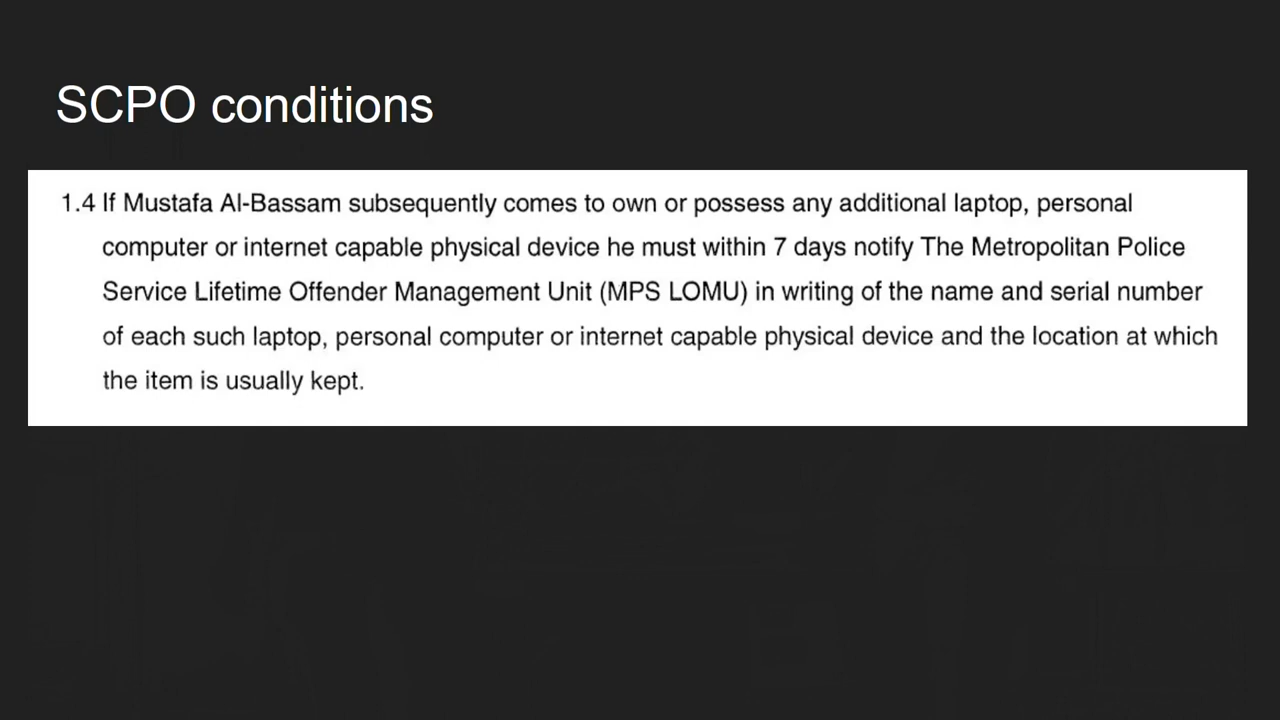 SCPO conditions
1.4 If Mustafa Al-Bassam subsequently comes to own or possess any additional laptop, personal
computer or internet capable physical device he must within 7 days notify The Metropolitan Police
Service Lifetime Offender Management Unit (MPS LOMU) in writing of the name and serial number
of each such laptop, personal computer or internet capable physical device and the location at which
the item is usually kept.